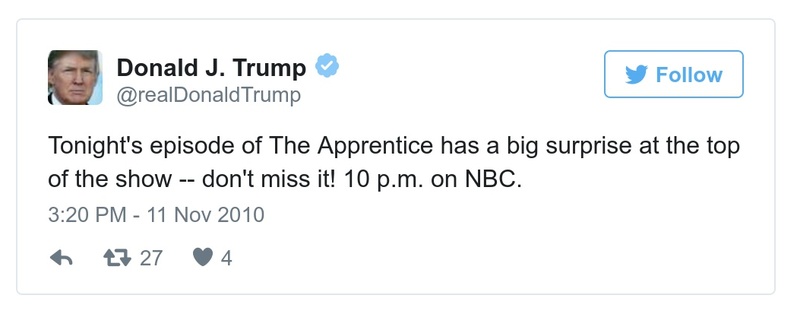 Donald J. Trump
@realDonaldTrump
Follow
Tonight's episode of The Apprentice has a big surprise at the top
of the show -- don't miss it! 10 p.m. on NBC.
3:20 PM - 11 Nov 2010
27 4